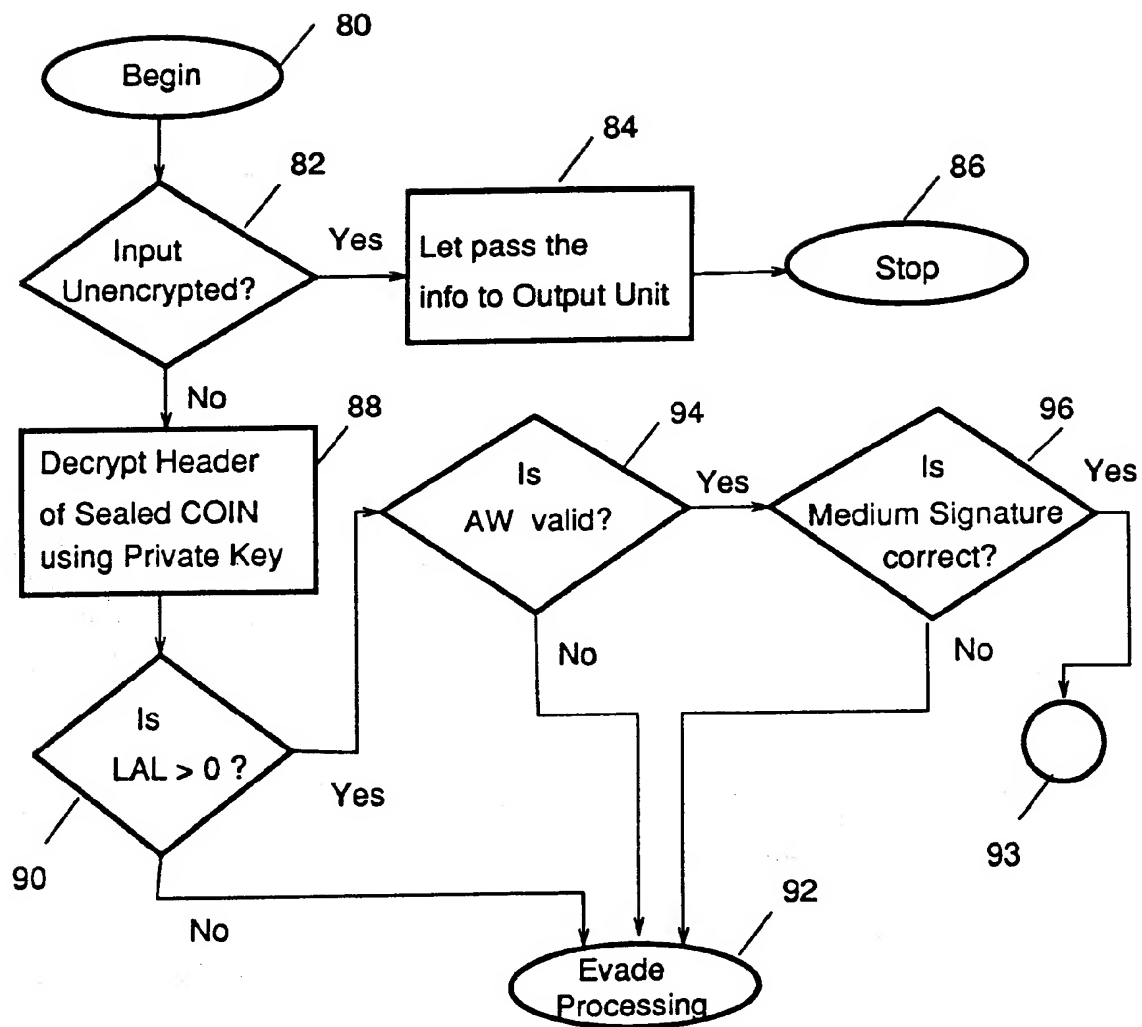 80
Begin
82
84
86
Input
Unencrypted?
Yes
Let pass the
info to Output Unit
Stop
No
88
94
96
Decrypt Header
of Sealed COIN
using Private Key
Is
AW valid?
Yes
Is
Medium Signature
correct?
Yes
No
No
Is
LAL > 0 ?
Yes
90
93
No
92
Evade
Processing